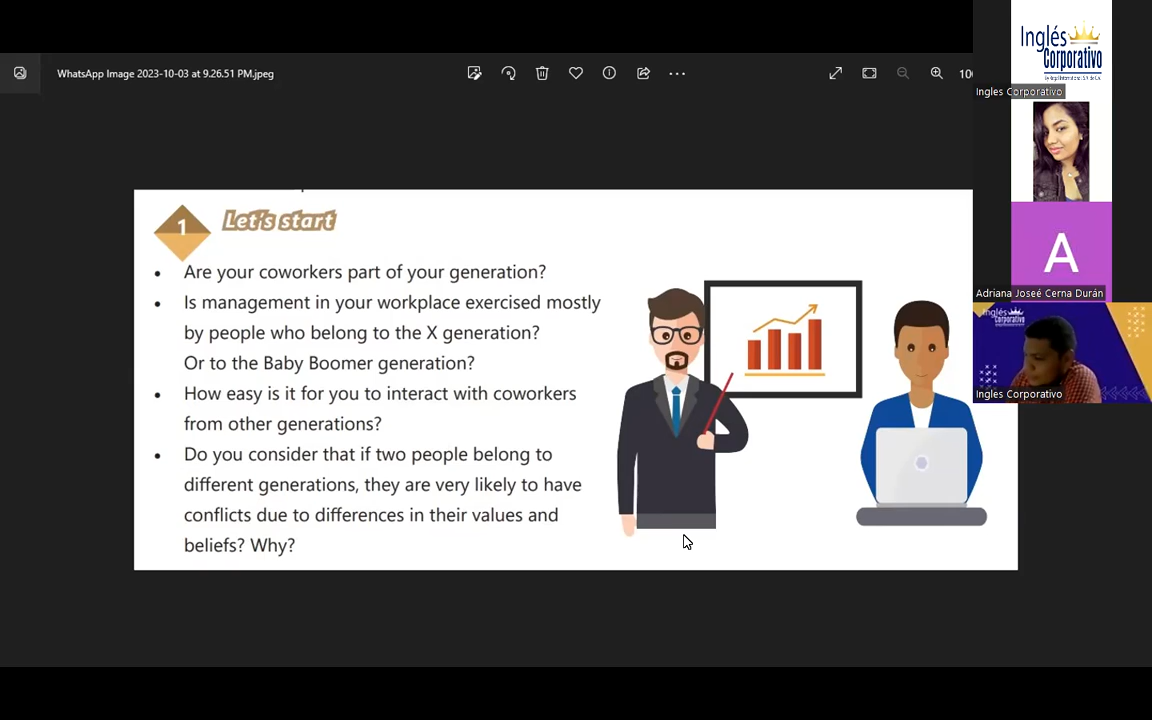 WhatsApp Image 2023-10-03 at 9.26.51 PM.jpeg
10
1
Let's start
• Are your coworkers part of your generation?
• Is management in your workplace exercised mostly
by people who belong to the X generation?
Or to the Baby Boomer generation?
• How easy is it for you to interact with coworkers
from other generations?
• Do you consider that if two people belong to
different generations, they are very likely to have
conflicts due to differences in their values and
beliefs? Why?
Inglés
Corporativo
Ingles Corporativo
A
Adriana Joseé Cerna Durán
Inglés
Corporativo
Ingles Corporativo